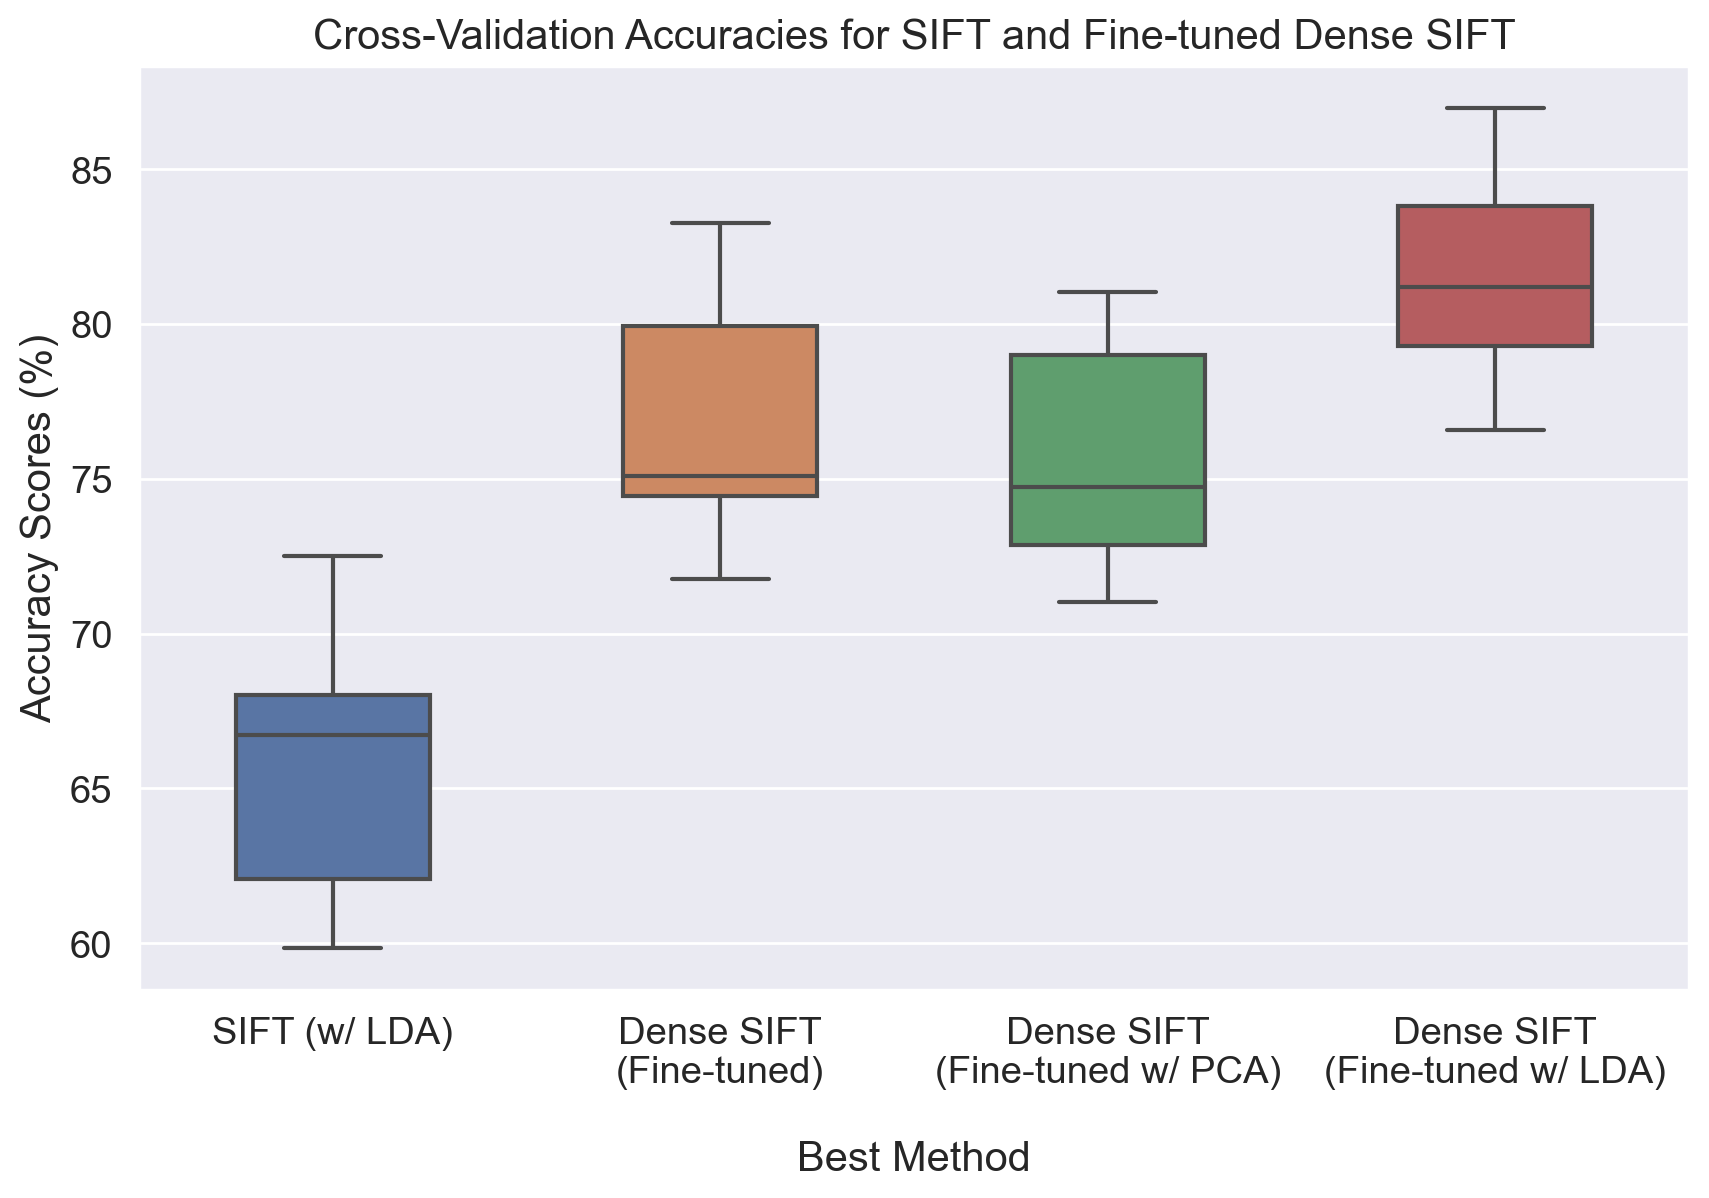 Cross-Validation Accuracies for SIFT and Fine-tuned Dense SIFT
Accuracy Scores (%)
85
80
75
70
65
60
SIFT (w/ LDA)
Dense SIFT
(Fine-tuned)
Dense SIFT
(Fine-tuned w/ PCA)
Dense SIFT
(Fine-tuned w/ LDA)
Best Method